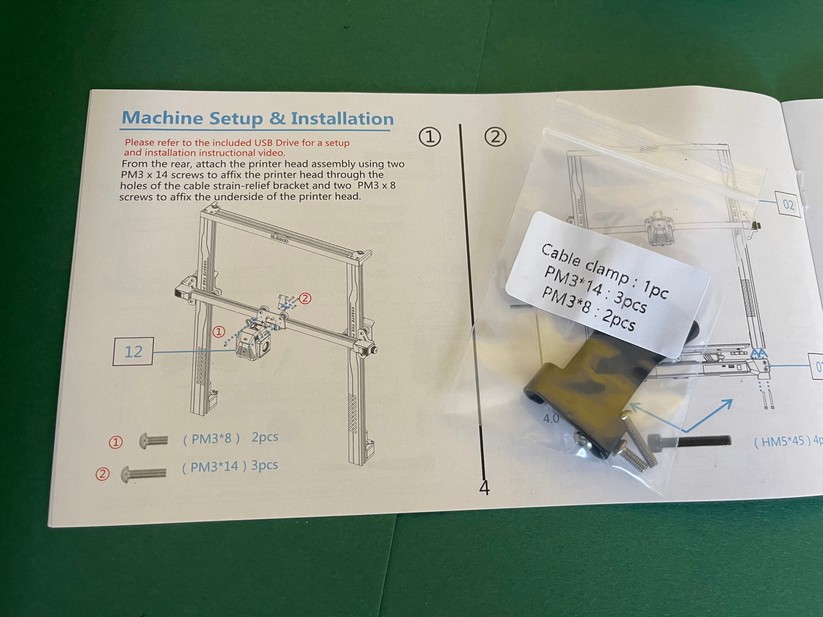 Machine Setup & Installation
Please refer to the included USB Drive for a setup
and installation instructional video.
From the rear, attach the printer head assembly using two
PM3 x 14 screws to affix the printer head through the
holes of the cable strain-relief bracket and two PM3 x 8
screws to affix the underside of the printer head.
①
②
①
12
① (PM3*8) 2pcs
② (PM3*14) 3pcs
4
②
02
Cable clamp : 1pc
PM3*14 : 3pcs
PM3*8 : 2pcs
4.0
(HM5*45) 4p